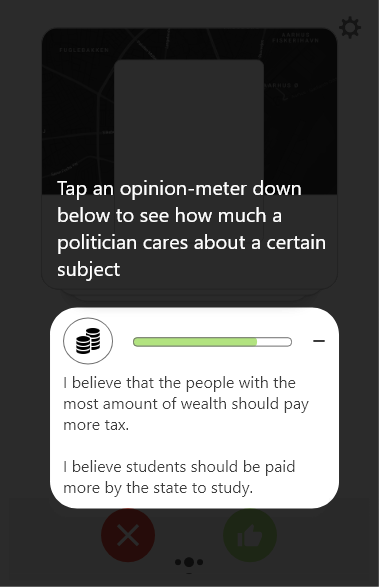 AARHUS
Tap an opinion-meter down
below to see how much a
politician cares about a certain
subject
I believe that the people with the
most amount of wealth should pay
more tax.
I believe students should be paid
more by the state to study.